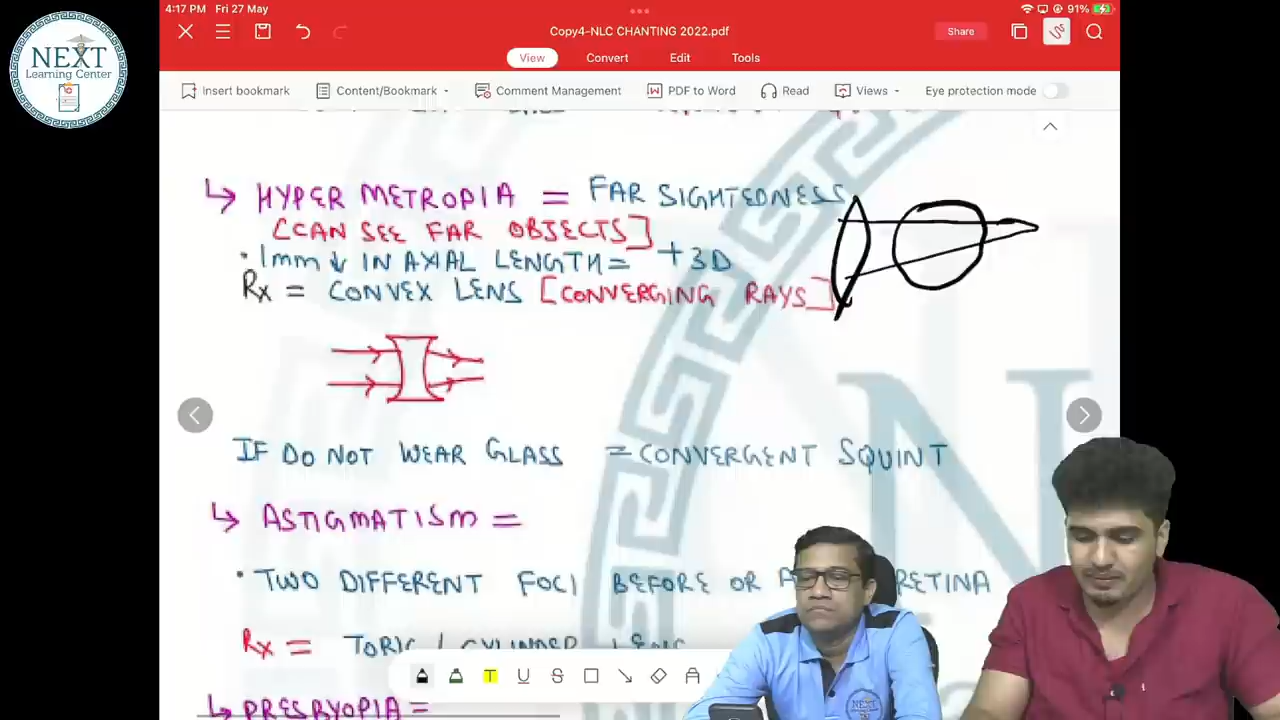 4:17 PM Fri 27 May
91%
NEXT
Learning Center
Copy4-NLC CHANTING 2022.pdf
Share
View
Convert
Edit
Tools
Insert bookmark
Content/Bookmark
Comment Management
PDF to Word
Read
Views
Eye protection mode
↳ HYPER METROPIA = FAR SIGHTEDNESS
[CAN SEE FAR OBJECTS]
• 1mm↓ IN AXIAL LENGTH = +3D
Rx = CONVEX LENS [CONVERGING RAYS]
IF DO NOT WEAR GLASS = CONVERGENT SQUINT
↳ ASTIGMATISM =
• TWO DIFFERENT FOCI BEFORE OR RETINA
Rx = TORIC / CYLINDER LENS
↳ PRESBYOPIA =